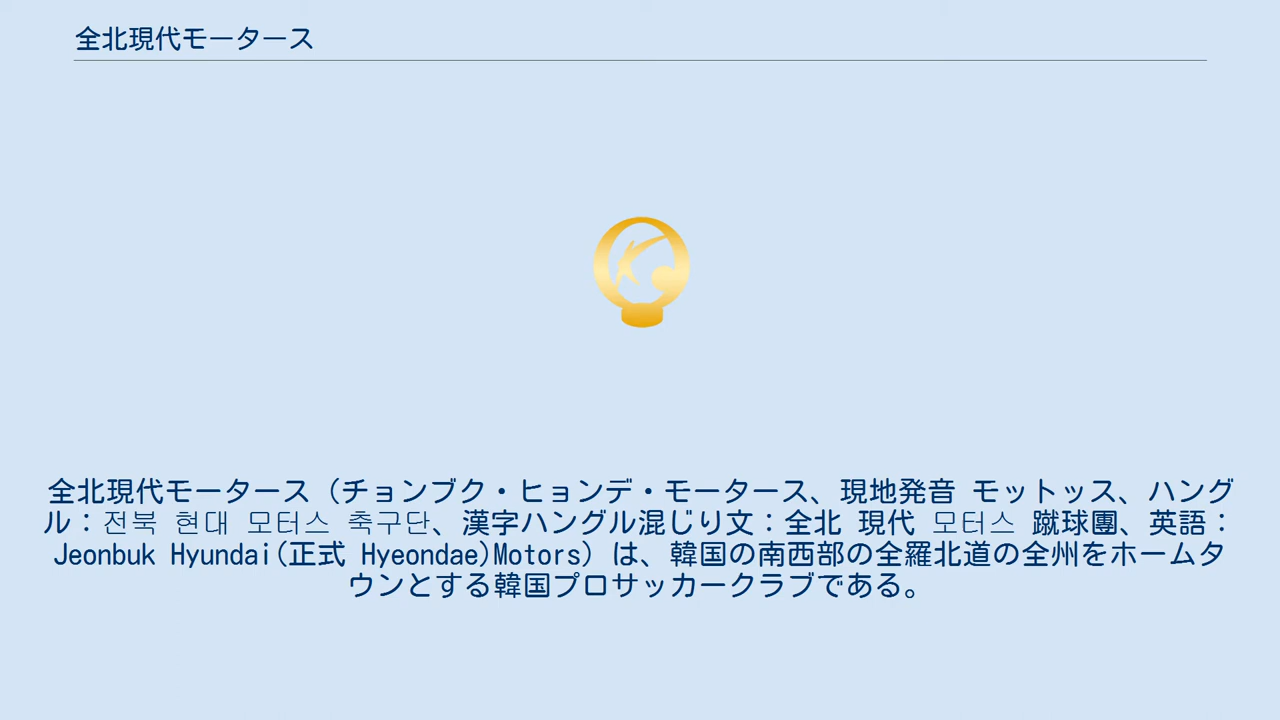 全北現代モータース
全北現代モータース（チョンブク・ヒョンデ・モータース、現地発音 モットッス、ハング
ル：전북 현대 모터스 축구단、漢字ハングル混じり文：全北 現代 모터스 蹴球團、英語：
Jeonbuk Hyundai(正式 Hyeondae)Motors）は、韓国の南西部の全羅北道の全州をホームタ
ウンとする韓国プロサッカークラブである。